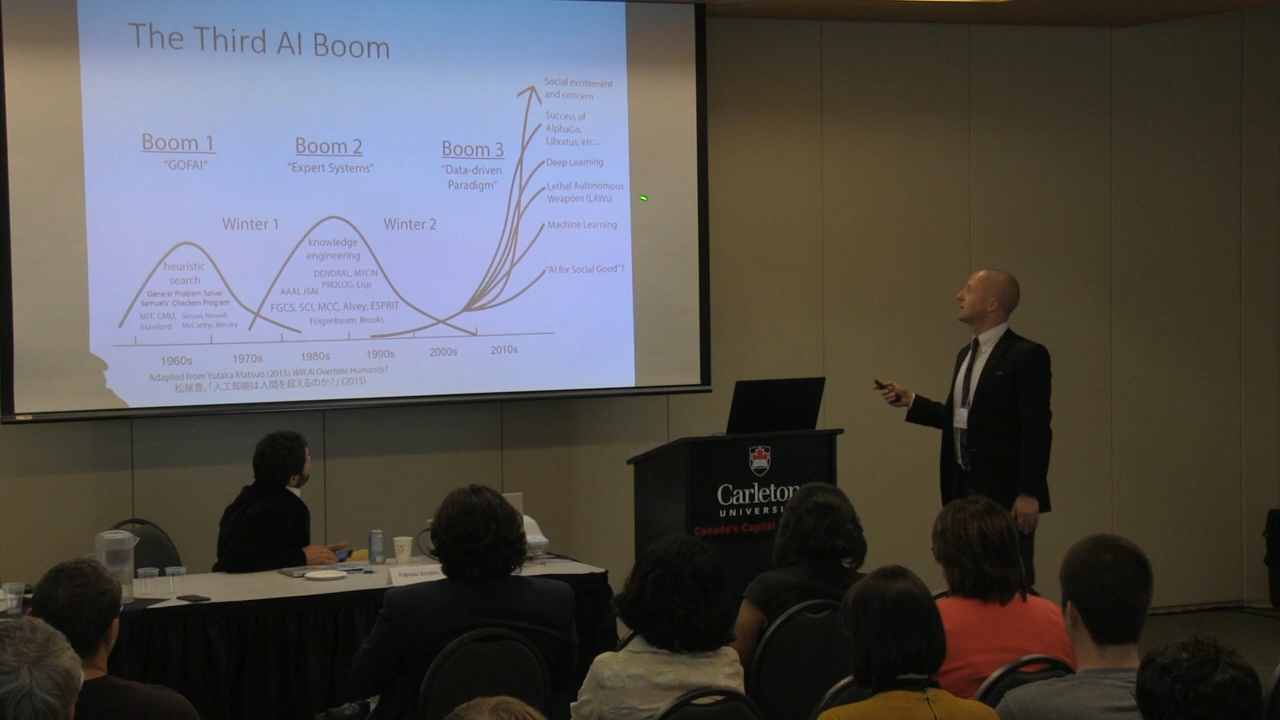 The Third AI Boom
Social excitement
and concern
Success of
AlphaGo,
Libratus, etc...
Boom 1
"GOFAI"
Boom 2
"Expert Systems"
Boom 3
"Data-driven
Paradigm"
Deep Learning
Lethal Autonomous
Weapons (LAWs)
Winter 1
Winter 2
Machine Learning
knowledge
engineering
heuristic
search
"AI for Social Good"?
DENDRAL, MYCIN
PROLOG, Lisp
General Problem Solver
Samuels' Checkers Program
AAAI, ISAI
FGCS, SCI, MCC, Alvey, ESPRIT
Feigenbaum, Brooks
MIT, CMU,
Stanford
Simon, Newell,
McCarthy, Minsky
1960s
1970s
1980s
1990s
2000s
2010s
Adapted from Yutaka Matsuo (2015) Will AI Overtake Humanity?
松尾豊,「人工知能は人間を超えるのか？」(2015)
Carleton
UNIVERSI
Canada's Capital